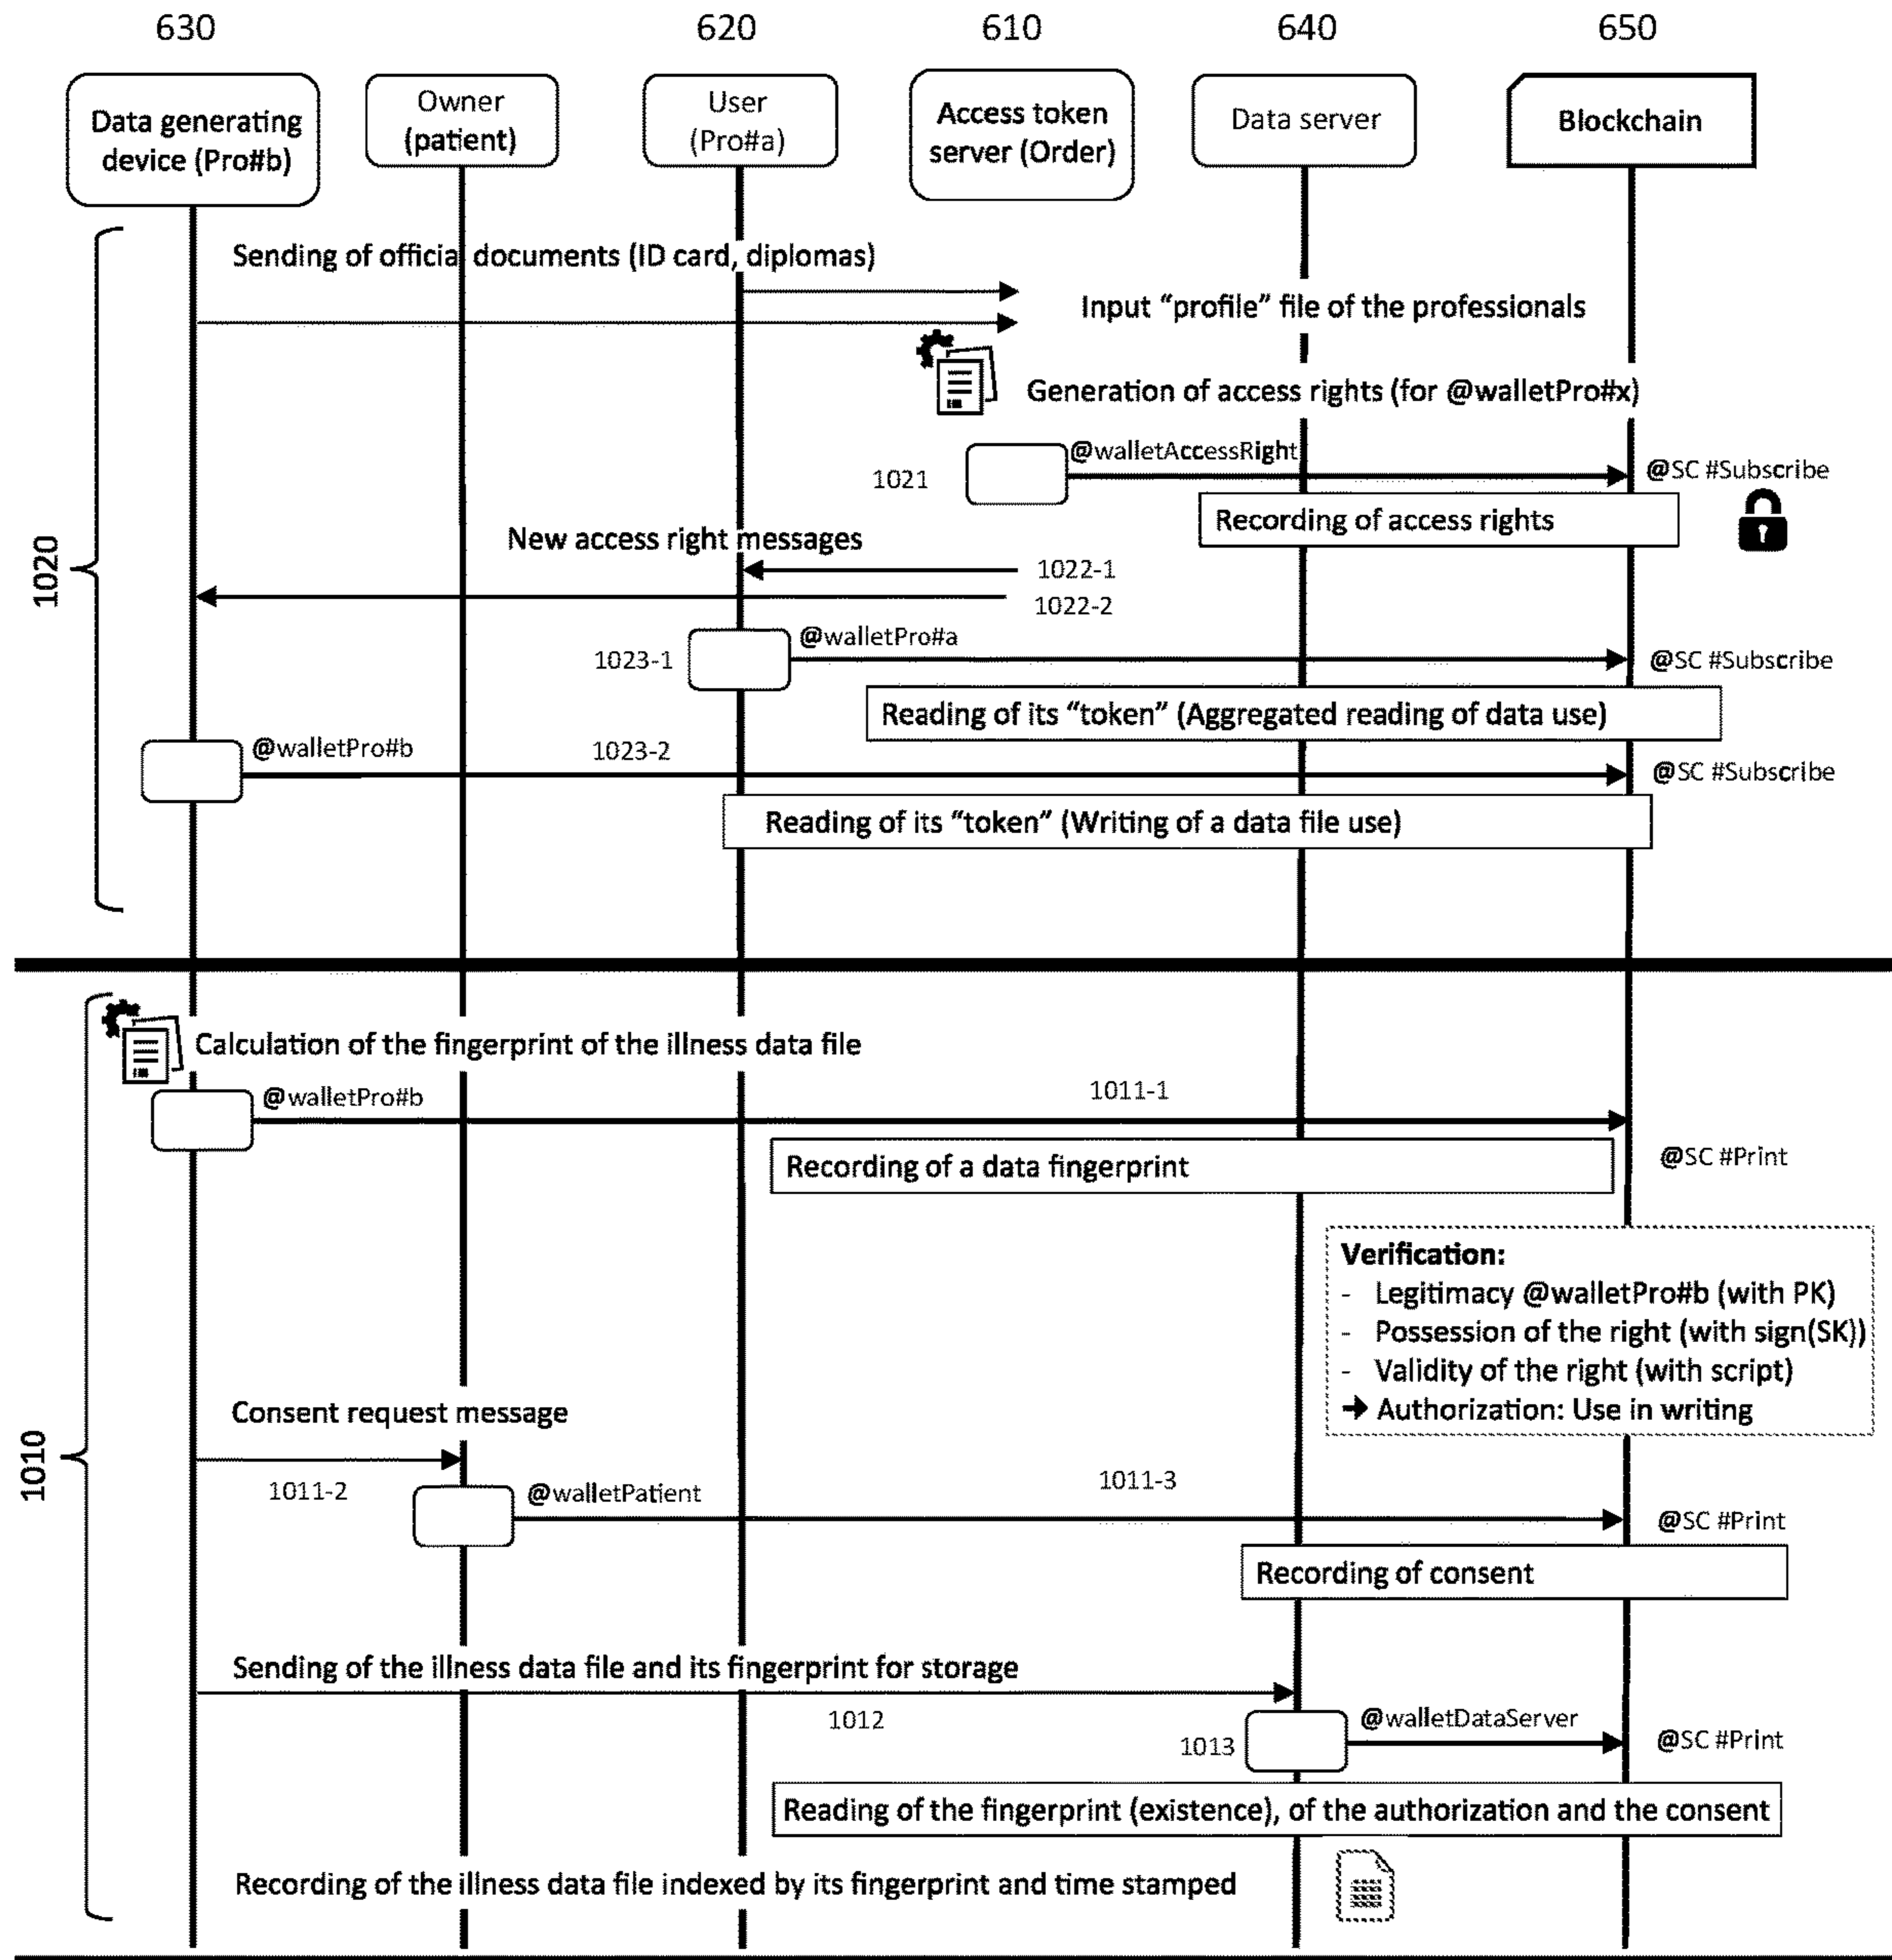 630 620 610 640 650
Data generating
device (Pro#b)
Owner
(patient)
User
(Pro#a)
Access token
server (Order)
Data server
Blockchain
Sending of official documents (ID card, diplomas)
Input “profile” file of the professionals
Generation of access rights (for @walletPro#x)
@walletAccessRight
1021
@SC #Subscribe
Recording of access rights
New access right messages
1022-1
1022-2
1020
@walletPro#a
1023-1
@SC #Subscribe
Reading of its “token” (Aggregated reading of data use)
@walletPro#b
1023-2
@SC #Subscribe
Reading of its “token” (Writing of a data file use)
Calculation of the fingerprint of the illness data file
@walletPro#b
1011-1
Recording of a data fingerprint
@SC #Print
Verification:
- Legitimacy @walletPro#b (with PK)
- Possession of the right (with sign(SK))
- Validity of the right (with script)
➔ Authorization: Use in writing
Consent request message
1010
1011-2
@walletPatient
1011-3
@SC #Print
Recording of consent
Sending of the illness data file and its fingerprint for storage
1012
@walletDataServer
1013
@SC #Print
Reading of the fingerprint (existence), of the authorization and the consent
Recording of the illness data file indexed by its fingerprint and time stamped